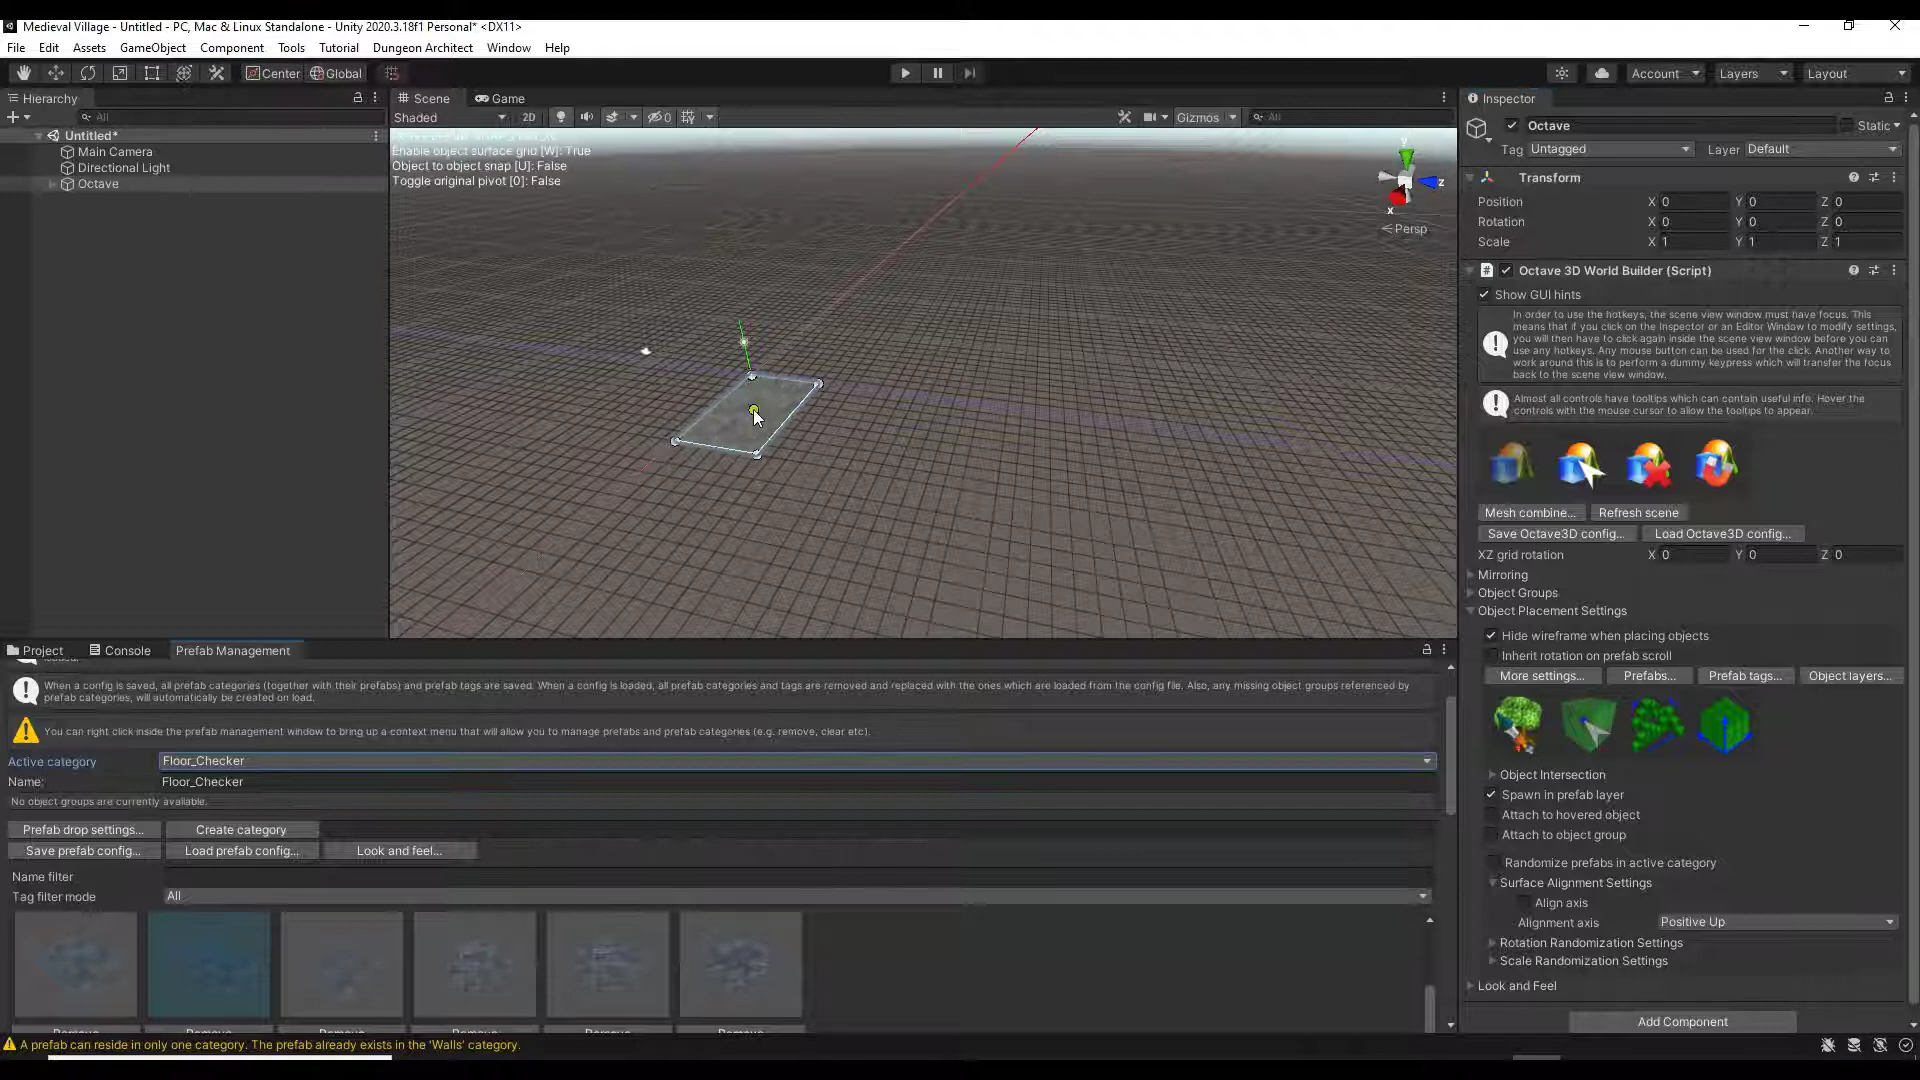 Medieval Village - Untitled - PC, Mac & Linux Standalone - Unity 2020.3.18f1 Personal* <DX11>
File Edit Assets GameObject Component Tools Tutorial Dungeon Architect Window Help
Center Global
Account Layers Layout
Hierarchy
All
Untitled*
Main Camera
Directional Light
Octave
Scene Game
Shaded 2D 0 Gizmos All
Enable object surface grid [W]: True
Object to object snap [U]: False
Toggle original pivot [0]: False
y
z
x
Persp
Inspector
Octave Static
Tag Untagged Layer Default
Transform
Position X 0 Y 0 Z 0
Rotation X 0 Y 0 Z 0
Scale X 1 Y 1 Z 1
Octave 3D World Builder (Script)
Show GUI hints
In order to use the hotkeys, the scene view window must have focus. This
means that if you click on the Inspector or an Editor Window to modify settings,
you will then have to click again inside the scene view window before you can
use any hotkeys. Any mouse button can be used for the click. Another way to
work around this is to perform a dummy keypress which will transfer the focus
back to the scene view window.
Almost all controls have tooltips which can contain useful info. Hover the
controls with the mouse cursor to allow the tooltips to appear.
Mesh combine... Refresh scene
Save Octave3D config... Load Octave3D config...
XZ grid rotation X 0 Y 0 Z 0
Mirroring
Object Groups
Object Placement Settings
Hide wireframe when placing objects
Inherit rotation on prefab scroll
More settings... Prefabs... Prefab tags... Object layers...
Object Intersection
Spawn in prefab layer
Attach to hovered object
Attach to object group
Randomize prefabs in active category
Surface Alignment Settings
Align axis
Alignment axis Positive Up
Rotation Randomization Settings
Scale Randomization Settings
Look and Feel
Add Component
Project Console Prefab Management
loaded.
When a config is saved, all prefab categories (together with their prefabs) and prefab tags are saved. When a config is loaded, all prefab categories and tags are removed and replaced with the ones which are loaded from the config file. Also, any missing object groups referenced by
prefab categories, will automatically be created on load.
You can right click inside the prefab management window to bring up a context menu that will allow you to manage prefabs and prefab categories (e.g. remove, clear etc).
Active category Floor_Checker
Name: Floor_Checker
No object groups are currently available.
Prefab drop settings... Create category
Save prefab config... Load prefab config... Look and feel...
Name filter
Tag filter mode All
Remove Remove Remove Remove Remove Remove
A prefab can reside in only one category. The prefab already exists in the 'Walls' category.